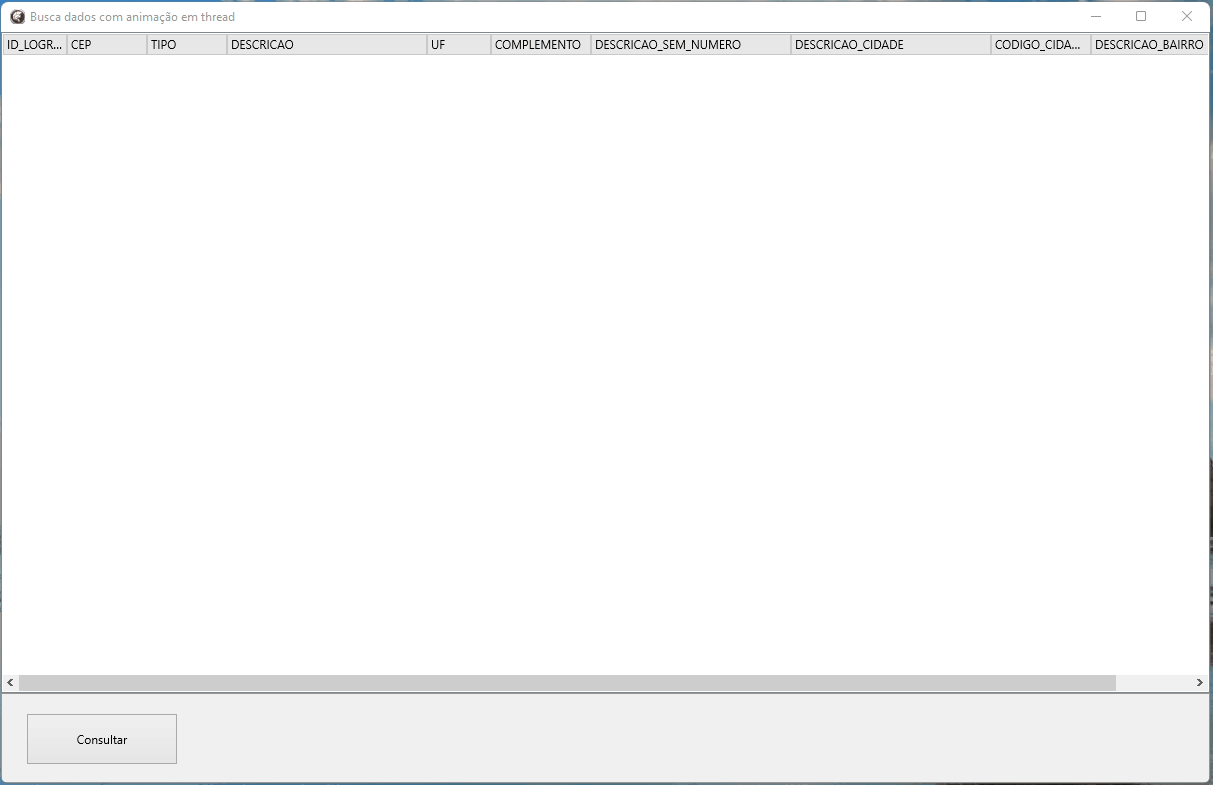 Busca dados com animação em thread
ID_LOGR... CEP TIPO DESCRICAO UF COMPLEMENTO DESCRICAO_SEM_NUMERO DESCRICAO_CIDADE CODIGO_CIDA... DESCRICAO_BAIRRO
Consultar